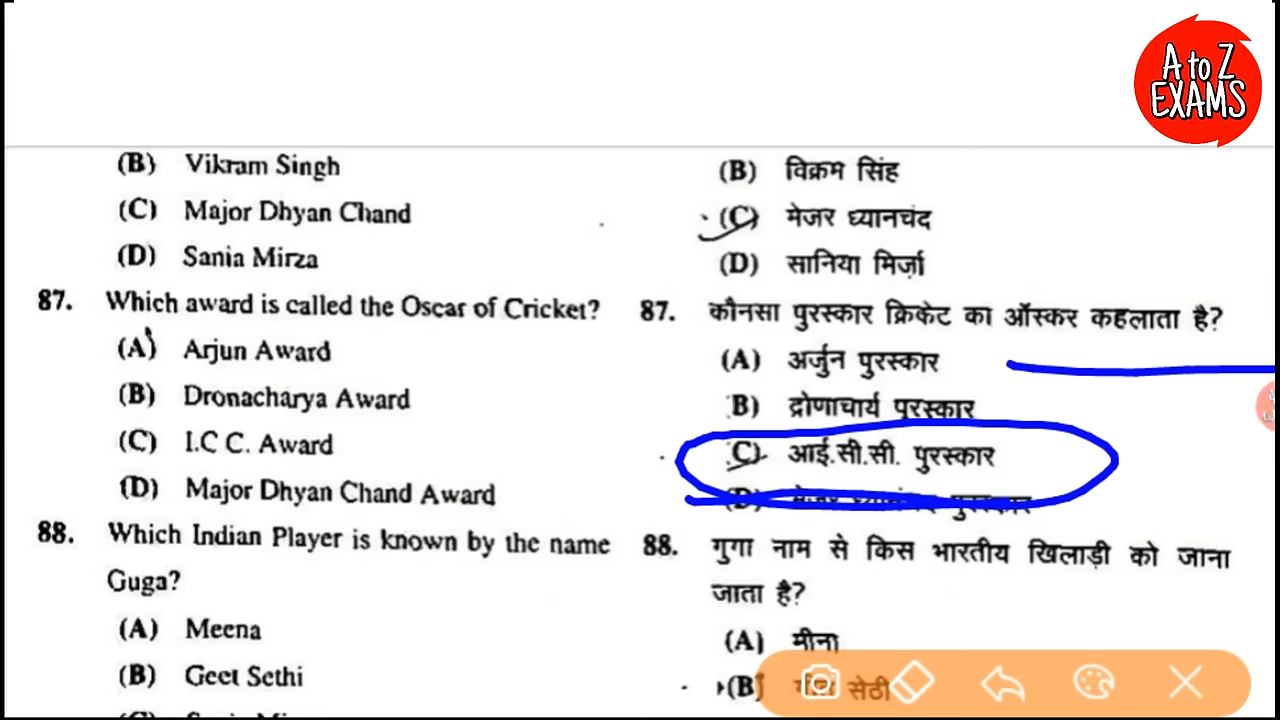 A to Z
EXAMS
(B) Vikram Singh
(C) Major Dhyan Chand
(D) Sania Mirza
87. Which award is called the Oscar of Cricket?
(A) Arjun Award
(B) Dronacharya Award
(C) I.C C. Award
(D) Major Dhyan Chand Award
88. Which Indian Player is known by the name
Guga?
(A) Meena
(B) Geet Sethi
(B) विक्रम सिंह
(C) मेजर ध्यानचंद
(D) सानिया मिर्ज़ा
87. कौनसा पुरस्कार क्रिकेट का ऑस्कर कहलाता है?
(A) अर्जुन पुरस्कार
B) द्रोणाचार्य पुरस्कार
C) आई.सी.सी. पुरस्कार
(D) मेजर पुरस्कार
88. गुगा नाम से किस भारतीय खिलाड़ी को जाना
जाता है?
(A) मीना
(B) सेठी